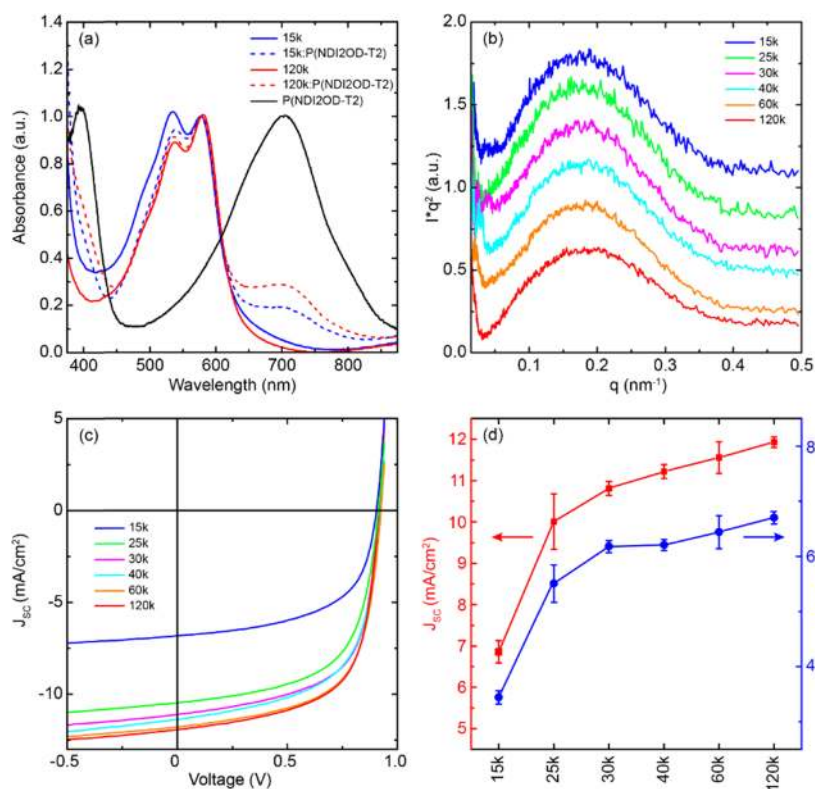 (a)
15k
15k:P(NDI2OD-T2)
120k
120k:P(NDI2OD-T2)
P(NDI2OD-T2)
Absorbance (a.u.)
1.2
1.0
0.8
0.6
0.4
0.2
0.0
400 500 600 700 800
Wavelength (nm)
(b)
15k
25k
30k
40k
60k
120k
I*q² (a.u.)
2.0
1.5
1.0
0.5
0.0
0.1 0.2 0.3 0.4 0.5
q (nm⁻¹)
(c)
15k
25k
30k
40k
60k
120k
J_SC (mA/cm²)
5
0
-5
-10
-0.5 0 0.5 1.0
Voltage (V)
(d)
J_SC (mA/cm²)
12
11
10
9
8
7
6
5
8
6
4
15k 25k 30k 40k 60k 120k